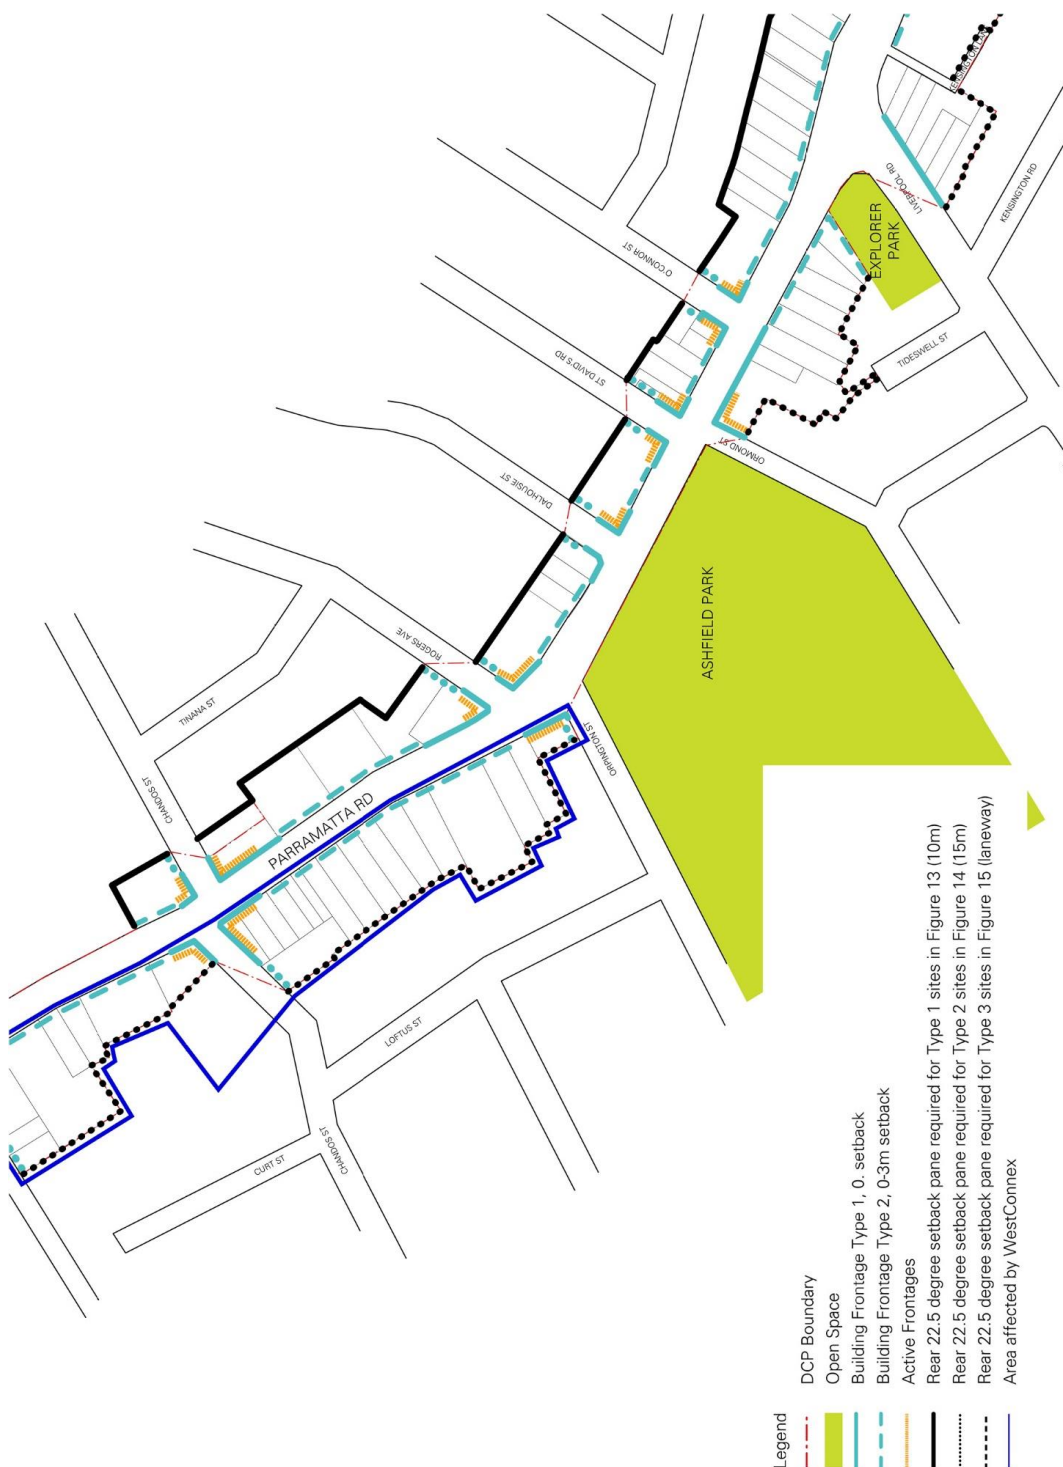 KENSINGTON LANE
LIVERPOOL RD
KENSINGTON RD
EXPLORER
PARK
O'CONNOR ST
TIDESWELL ST
ST DAVID'S RD
ORMOND ST
DALHOUSIE ST
ASHFIELD PARK
ROGERS AVE
TINANA ST
ORPINGTON ST
CHANDOS ST
PARRAMATTA RD
LOFTUS ST
CHANDOS ST
CURT ST
Legend
DCP Boundary
Open Space
Building Frontage Type 1, 0. setback
Building Frontage Type 2, 0-3m setback
Active Frontages
Rear 22.5 degree setback pane required for Type 1 sites in Figure 13 (10m)
Rear 22.5 degree setback pane required for Type 2 sites in Figure 14 (15m)
Rear 22.5 degree setback pane required for Type 3 sites in Figure 15 (laneway)
Area affected by WestConnex